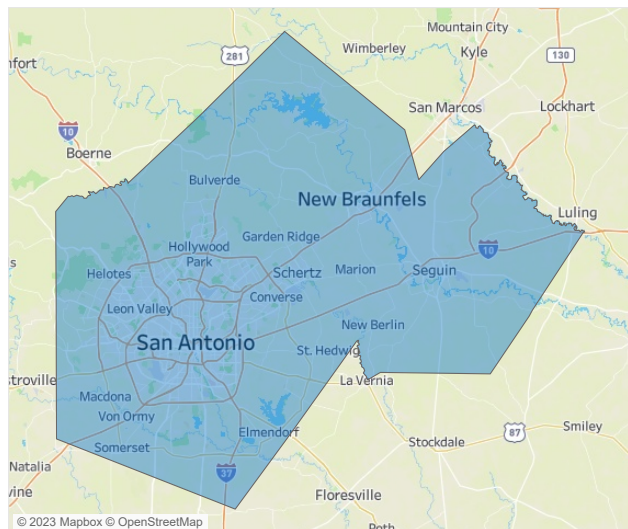 Mountain City
Wimberley
Kyle
281
130
nfort
San Marcos
Lockhart
10
Boerne
Bulverde
New Braunfels
Luling
Garden Ridge
Hollywood
Park
10
Helotes
Schertz
Marion
Seguin
Converse
Leon Valley
New Berlin
San Antonio
St. Hedwig
stroville
La Vernia
Macdona
Von Ormy
Smiley
Elmendorf
87
Somerset
Stockdale
Natalia
37
vine
Floresville
Poth
© 2023 Mapbox © OpenStreetMap